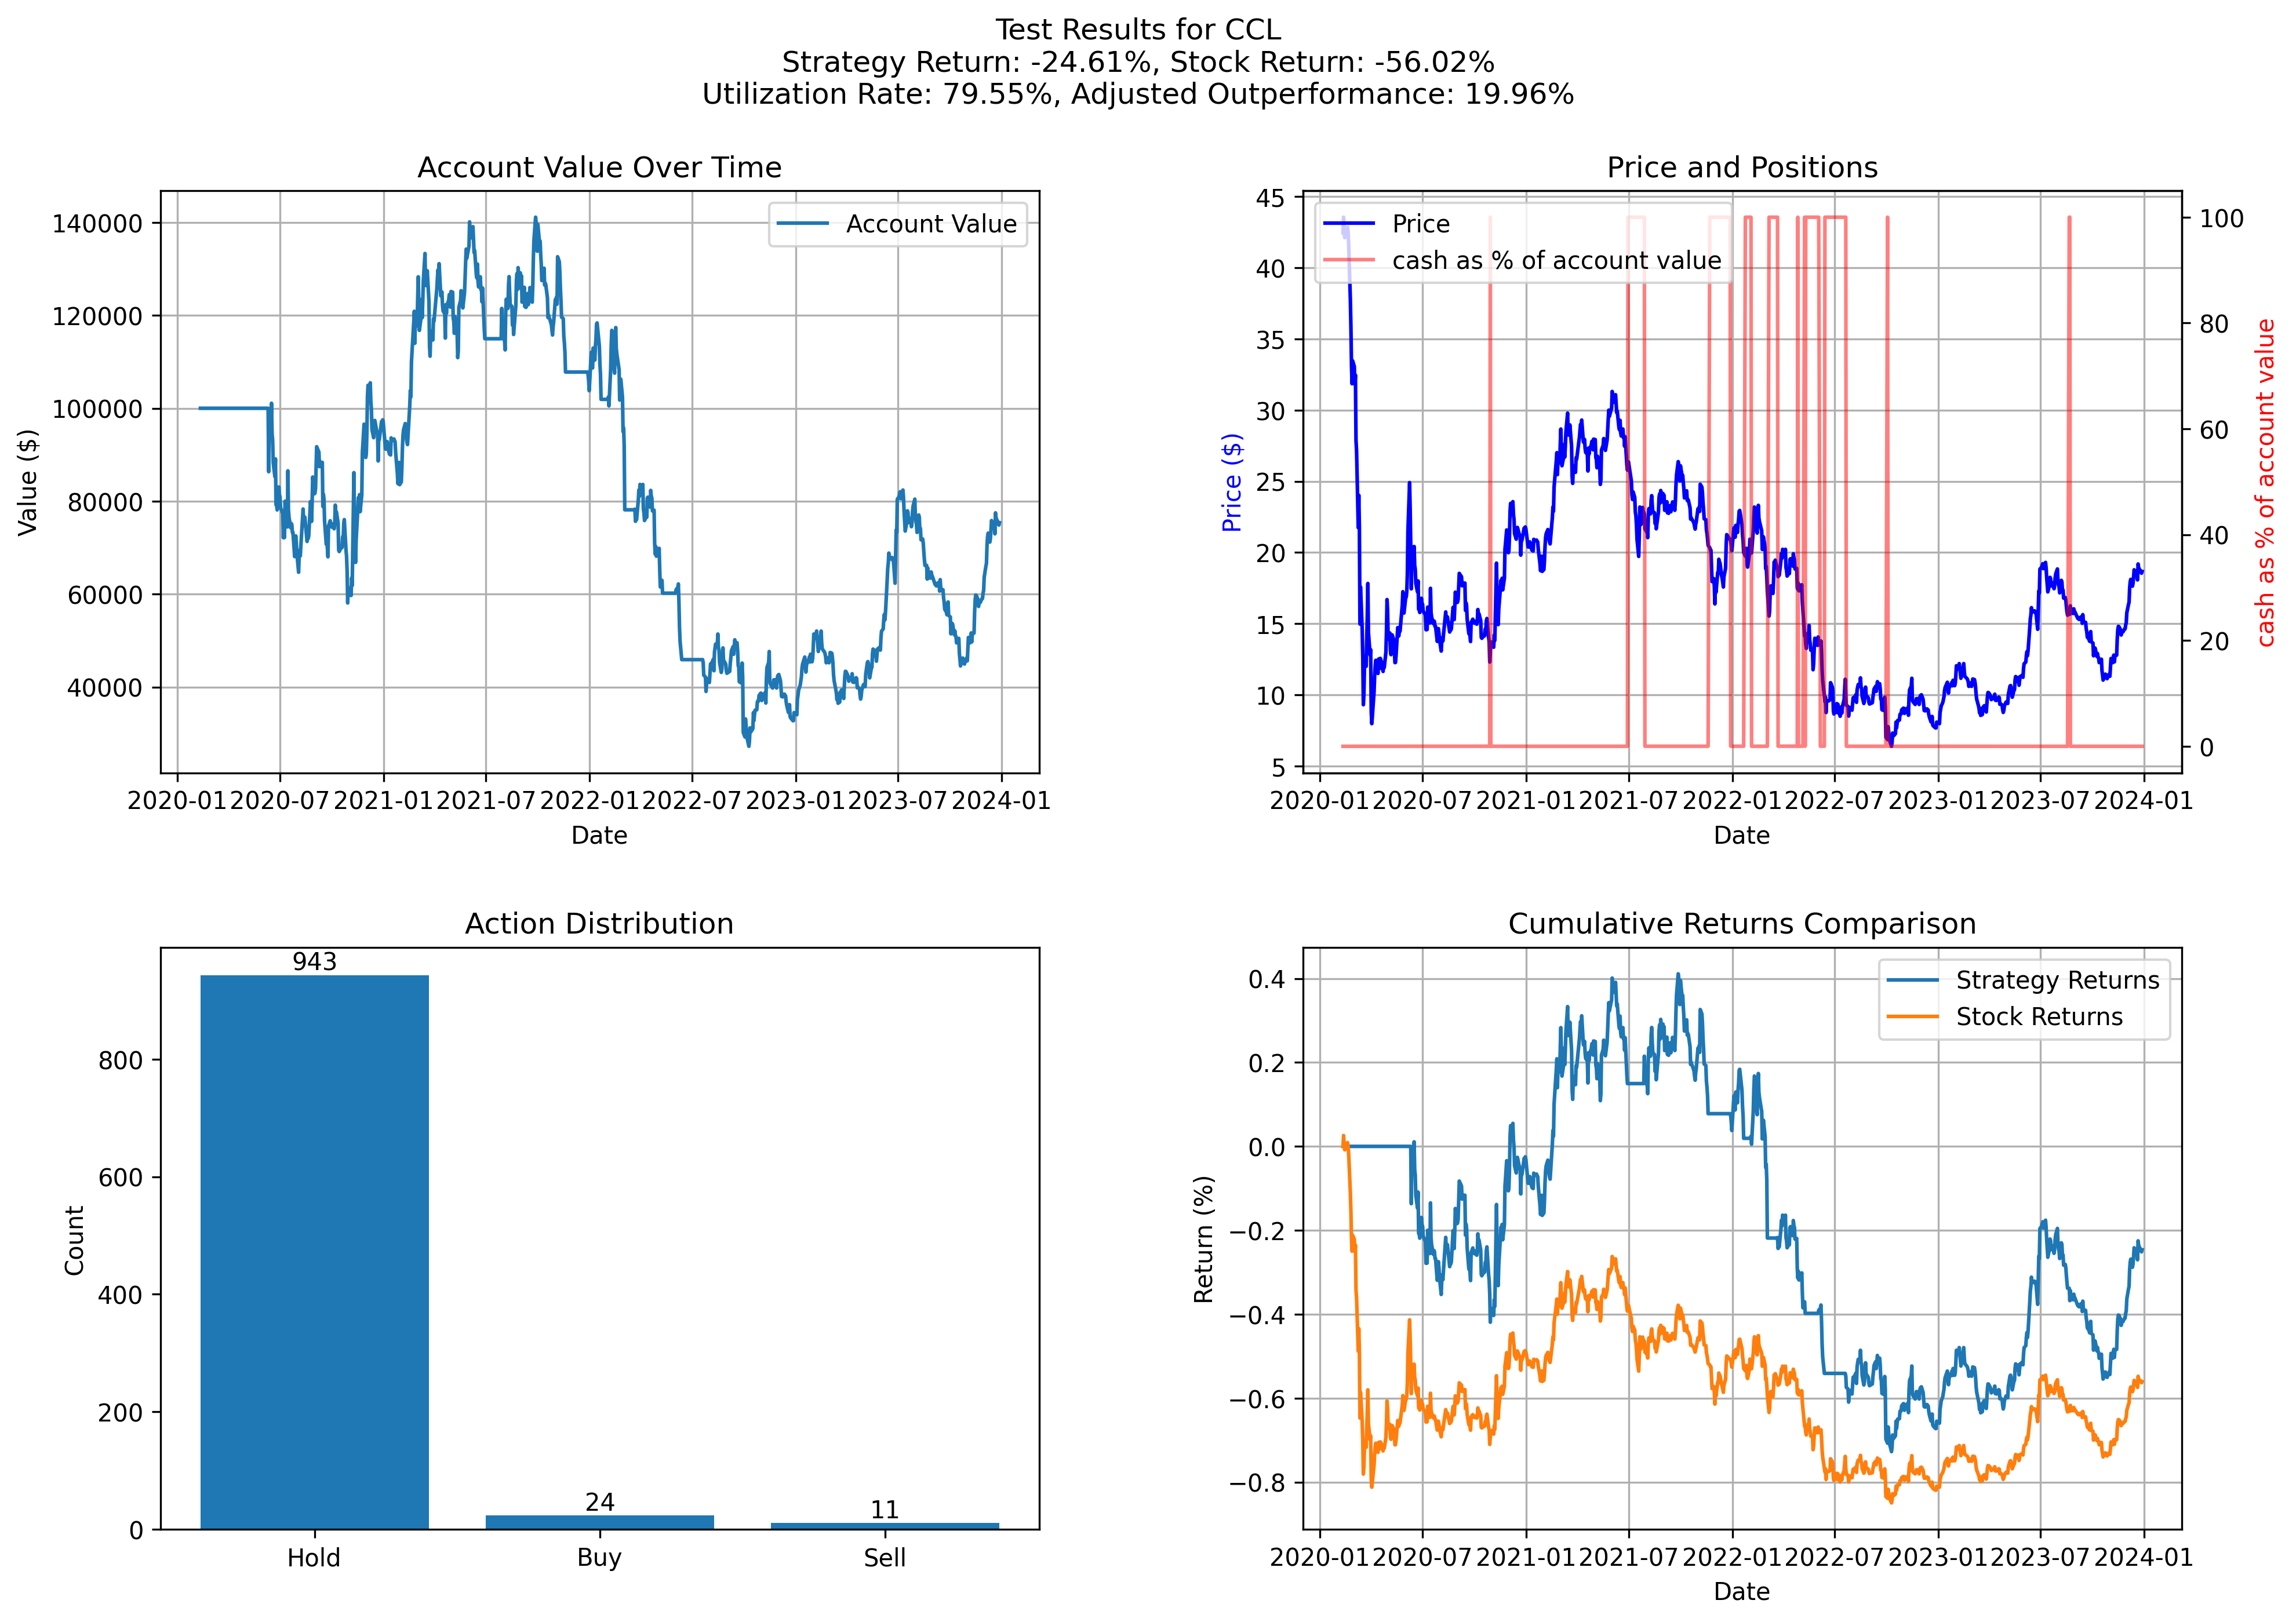 Test Results for CCL
Strategy Return: -24.61%, Stock Return: -56.02%
Utilization Rate: 79.55%, Adjusted Outperformance: 19.96%
Account Value Over Time
Account Value
Value ($)
140000
120000
100000
80000
60000
40000
2020-01 2020-07 2021-01 2021-07 2022-01 2022-07 2023-01 2023-07 2024-01
Date
Price and Positions
Price
cash as % of account value
Price ($)
45
40
35
30
25
20
15
10
5
100
80
60
40
20
0
cash as % of account value
2020-01 2020-07 2021-01 2021-07 2022-01 2022-07 2023-01 2023-07 2024-01
Date
Action Distribution
Count
943
24
11
800
600
400
200
0
Hold Buy Sell
Cumulative Returns Comparison
Strategy Returns
Stock Returns
Return (%)
0.4
0.2
0.0
−0.2
−0.4
−0.6
−0.8
2020-01 2020-07 2021-01 2021-07 2022-01 2022-07 2023-01 2023-07 2024-01
Date